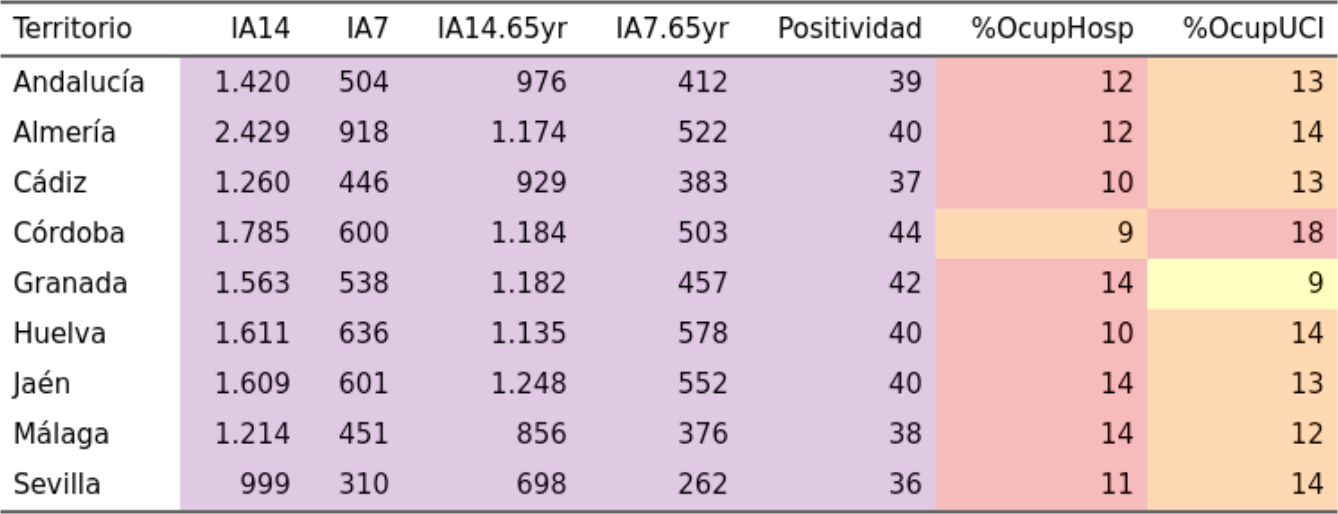 Territorio IA14 IA7 IA14.65yr IA7.65yr Positividad %OcupHosp %OcupUCI
Andalucía 1.420 504 976 412 39 12 13
Almería 2.429 918 1.174 522 40 12 14
Cádiz 1.260 446 929 383 37 10 13
Córdoba 1.785 600 1.184 503 44 9 18
Granada 1.563 538 1.182 457 42 14 9
Huelva 1.611 636 1.135 578 40 10 14
Jaén 1.609 601 1.248 552 40 14 13
Málaga 1.214 451 856 376 38 14 12
Sevilla 999 310 698 262 36 11 14